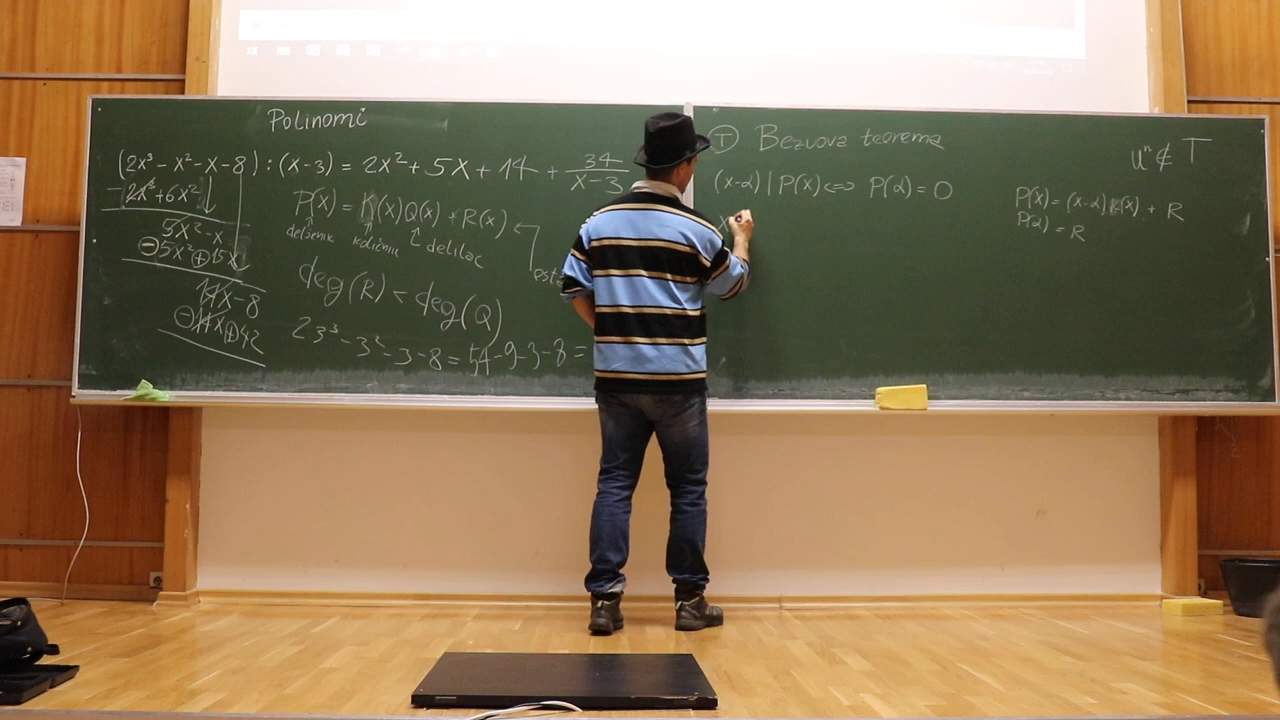 Polinomi
(2x³ - x² - x - 8) : (x - 3) = 2x² + 5x + 14 + 34/(x-3)
- 2x³ + 6x²
5x² - x
⊖ 5x² ⊕ 15x
14x - 8
⊖ 14x ⊕ 42
P(x) = K(x)Q(x) + R(x)
deljenik količnik delilac
deg(R) < deg(Q)
2·3³ - 3² - 3 - 8 = 54 - 9 - 3 - 8 =
Ⓣ Bezuova teorema
(x-α) | P(x) ⇔ P(α) = 0
x
P(x) = (x-α) K(x) + R
P(α) = R